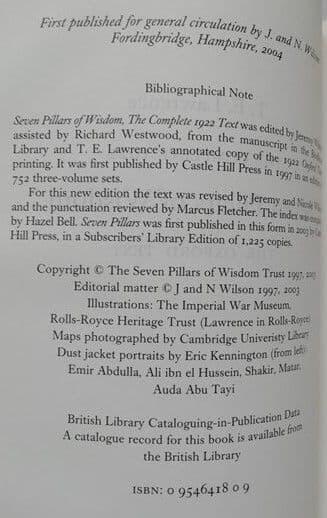 First published for general circulation by J. and N. Wilson
Fordingbridge, Hampshire, 2004
Bibliographical Note
Seven Pillars of Wisdom, The Complete 1922 Text was edited by Jeremy
assisted by Richard Westwood, from the manuscript in the
Library and T. E. Lawrence's annotated copy of the 1922 Oxford
printing. It was first published by Castle Hill Press in 1997 in an edition
752 three-volume sets.
For this new edition the text was revised by Jeremy and Nicole
and the punctuation reviewed by Marcus Fletcher. The index was
by Hazel Bell. Seven Pillars was first published in this form in 2003 by Castle
Hill Press, in a Subscribers' Library Edition of 1,225 copies.
Copyright © The Seven Pillars of Wisdom Trust 1997, 2003
Editorial matter © J and N Wilson 1997, 2003
Illustrations: The Imperial War Museum,
Rolls-Royce Heritage Trust (Lawrence in Rolls-Royce)
Maps photographed by Cambridge Univeristy Library
Dust jacket portraits by Eric Kennington (from left):
Emir Abdulla, Ali ibn el Hussein, Shakir, Matar,
Auda Abu Tayi
British Library Cataloguing-in-Publication Data
A catalogue record for this book is available from
the British Library
ISBN: 0 9546418 0 9